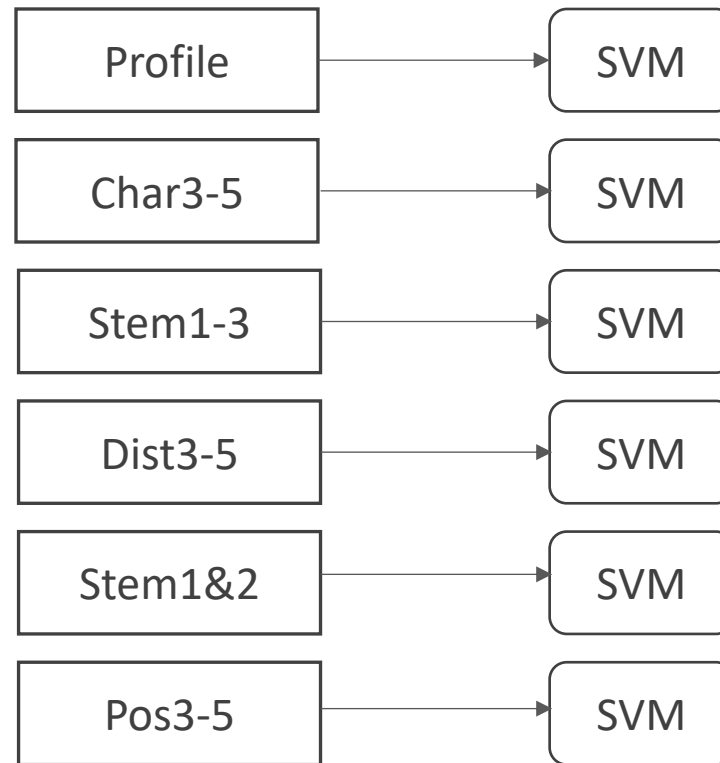 Profile SVM
Char3-5 SVM
Stem1-3 SVM
Dist3-5 SVM
Stem1&2 SVM
Pos3-5 SVM